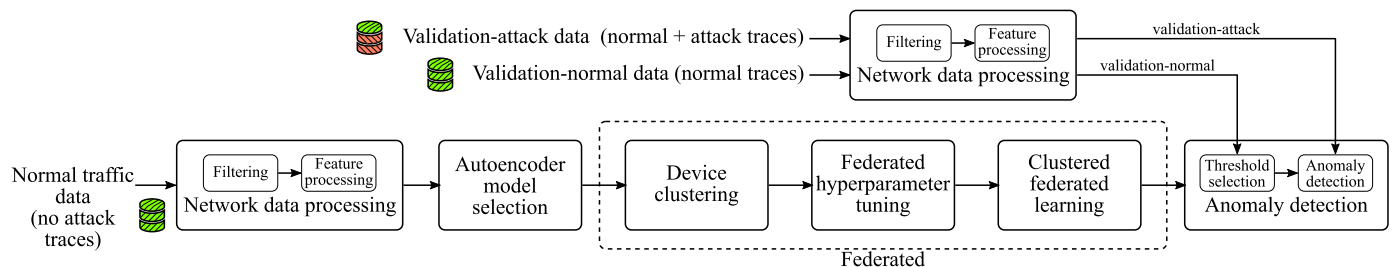 Validation-attack data  (normal + attack traces)
Validation-normal data (normal traces)
Filtering
Feature
processing
Network data processing
validation-attack
validation-normal
Normal traffic
data
(no attack
traces)
Filtering
Feature
processing
Network data processing
Autoencoder
model
selection
Device
clustering
Federated
hyperparameter
tuning
Clustered
federated
learning
Federated
Threshold
selection
Anomaly
detection
Anomaly detection